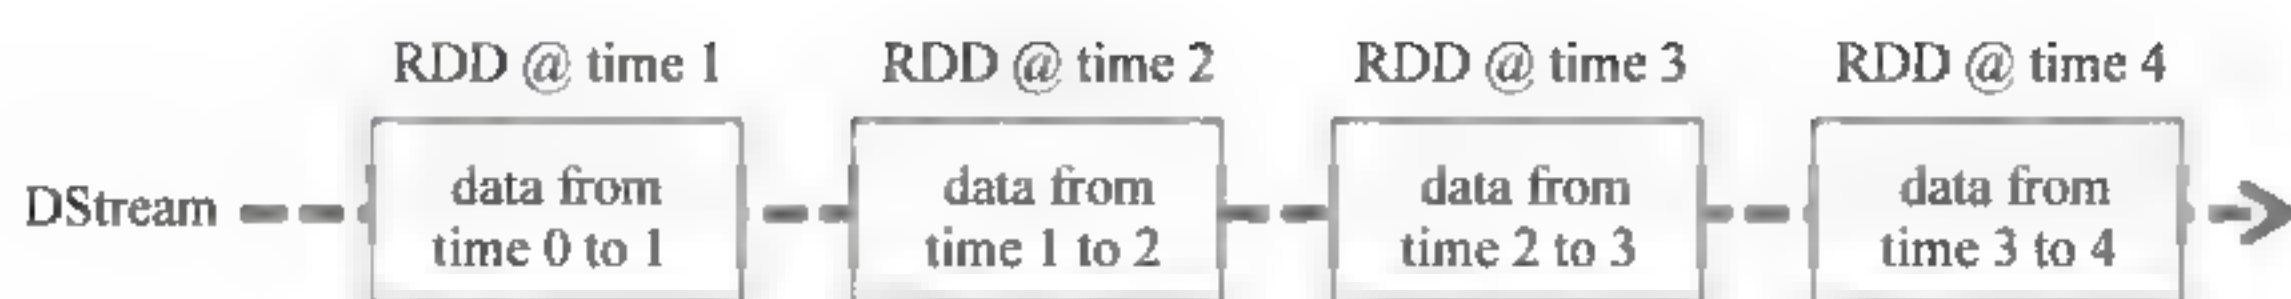 RDD @ time 1 RDD @ time 2 RDD @ time 3 RDD @ time 4
data from data from data from data from
DStream
time 0 to 1 time 1 to 2 time 2 to 3 time 3 to 4